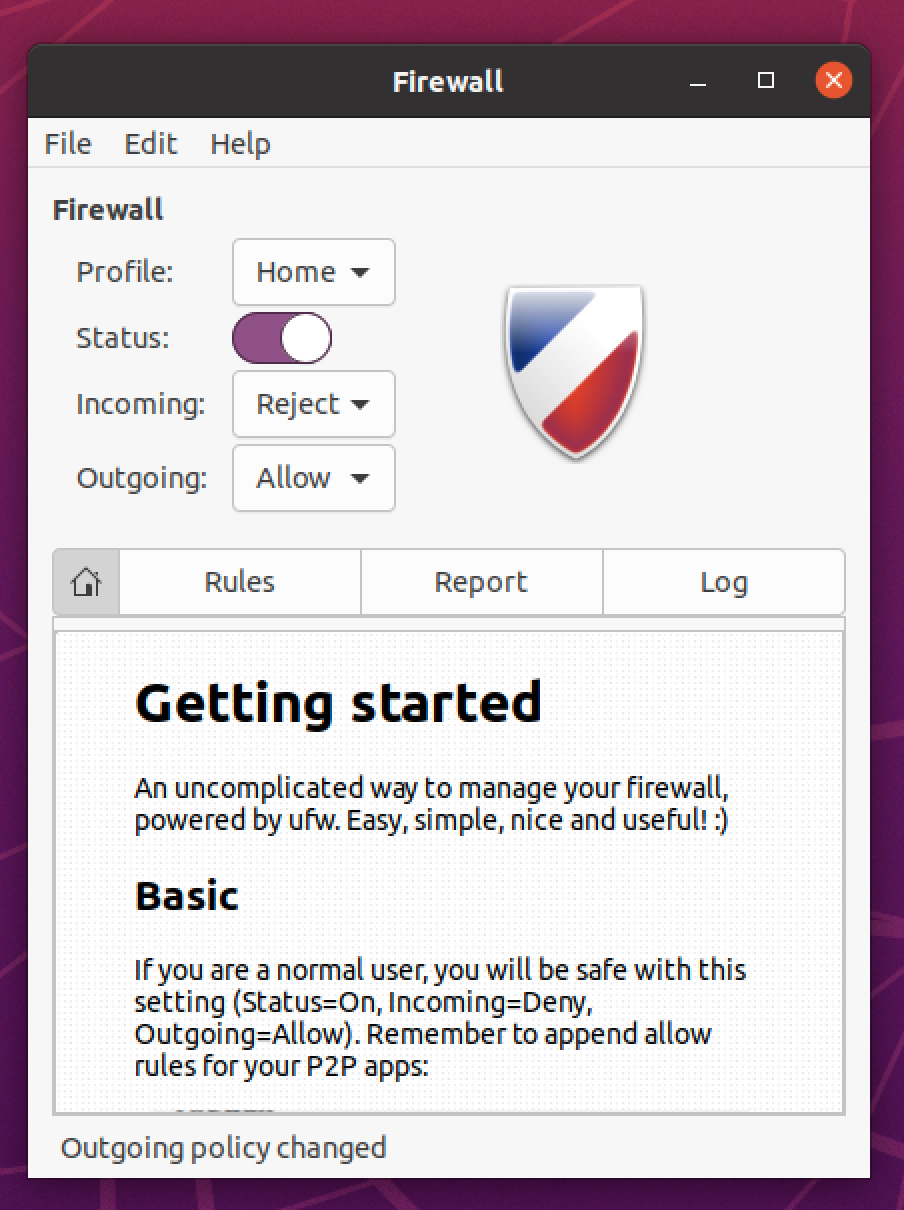 Firewall
File Edit Help
Firewall
Profile: Home
Status:
Incoming: Reject
Outgoing: Allow
Rules Report Log
Getting started
An uncomplicated way to manage your firewall,
powered by ufw. Easy, simple, nice and useful! :)
Basic
If you are a normal user, you will be safe with this
setting (Status=On, Incoming=Deny,
Outgoing=Allow). Remember to append allow
rules for your P2P apps:
Outgoing policy changed